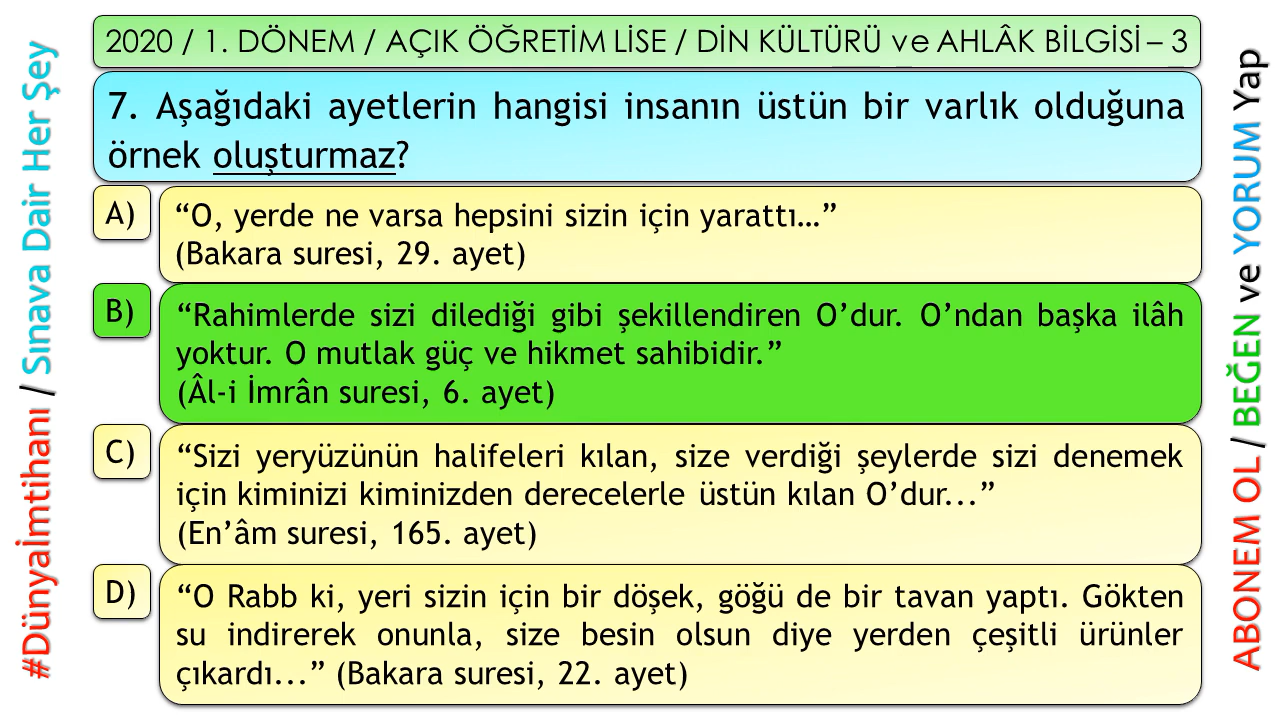 2020 / 1. DÖNEM / AÇIK ÖĞRETİM LİSE / DİN KÜLTÜRÜ ve AHLÂK BİLGİSİ – 3
7. Aşağıdaki ayetlerin hangisi insanın üstün bir varlık olduğuna
örnek oluşturmaz?
A)
“O, yerde ne varsa hepsini sizin için yarattı…”
(Bakara suresi, 29. ayet)
B)
“Rahimlerde sizi dilediği gibi şekillendiren O’dur. O’ndan başka ilâh
yoktur. O mutlak güç ve hikmet sahibidir.”
(Âl-i İmrân suresi, 6. ayet)
C)
“Sizi yeryüzünün halifeleri kılan, size verdiği şeylerde sizi denemek
için kiminizi kiminizden derecelerle üstün kılan O’dur...”
(En’âm suresi, 165. ayet)
D)
“O Rabb ki, yeri sizin için bir döşek, göğü de bir tavan yaptı. Gökten
su indirerek onunla, size besin olsun diye yerden çeşitli ürünler
çıkardı...” (Bakara suresi, 22. ayet)
#Dünyaİmtihanı / Sınava Dair Her Şey
ABONEM OL / BEĞEN ve YORUM Yap